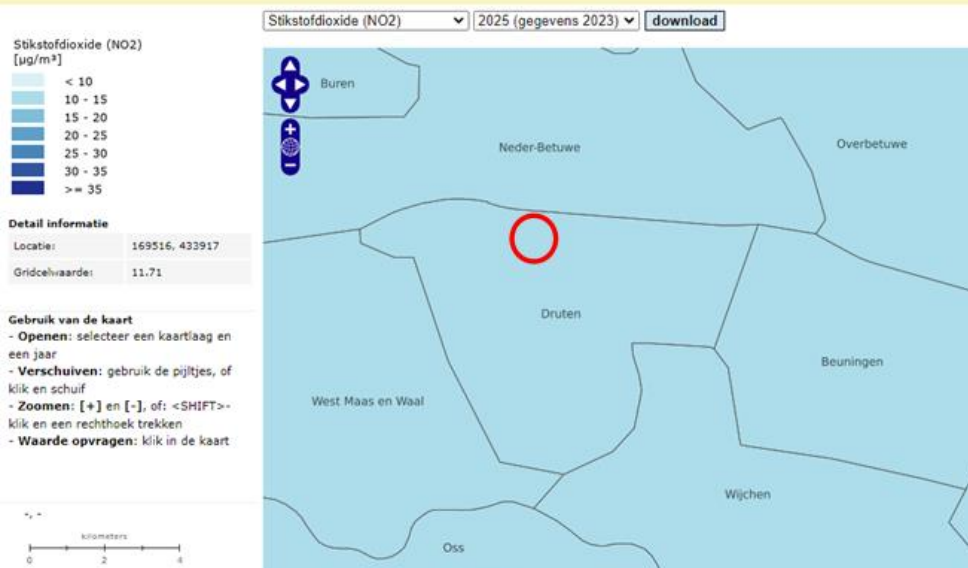 Stikstofdioxide (NO2) 2025 (gegevens 2023) download
Stikstofdioxide (NO2)
[µg/m³]
< 10
10 - 15
15 - 20
20 - 25
25 - 30
30 - 35
>= 35
Detail informatie
Locatie: 169516, 433917
Gridcelwaarde: 11.71
Gebruik van de kaart
- Openen: selecteer een kaartlaag en
een jaar
- Verschuiven: gebruik de pijltjes, of
klik en schuif
- Zoomen: [+] en [-], of: <SHIFT>-
klik en een rechthoek trekken
- Waarde opvragen: klik in de kaart
-, -
kilometers
0 2 4
Buren
Neder-Betuwe
Overbetuwe
Druten
Beuningen
West Maas en Waal
Wijchen
Oss